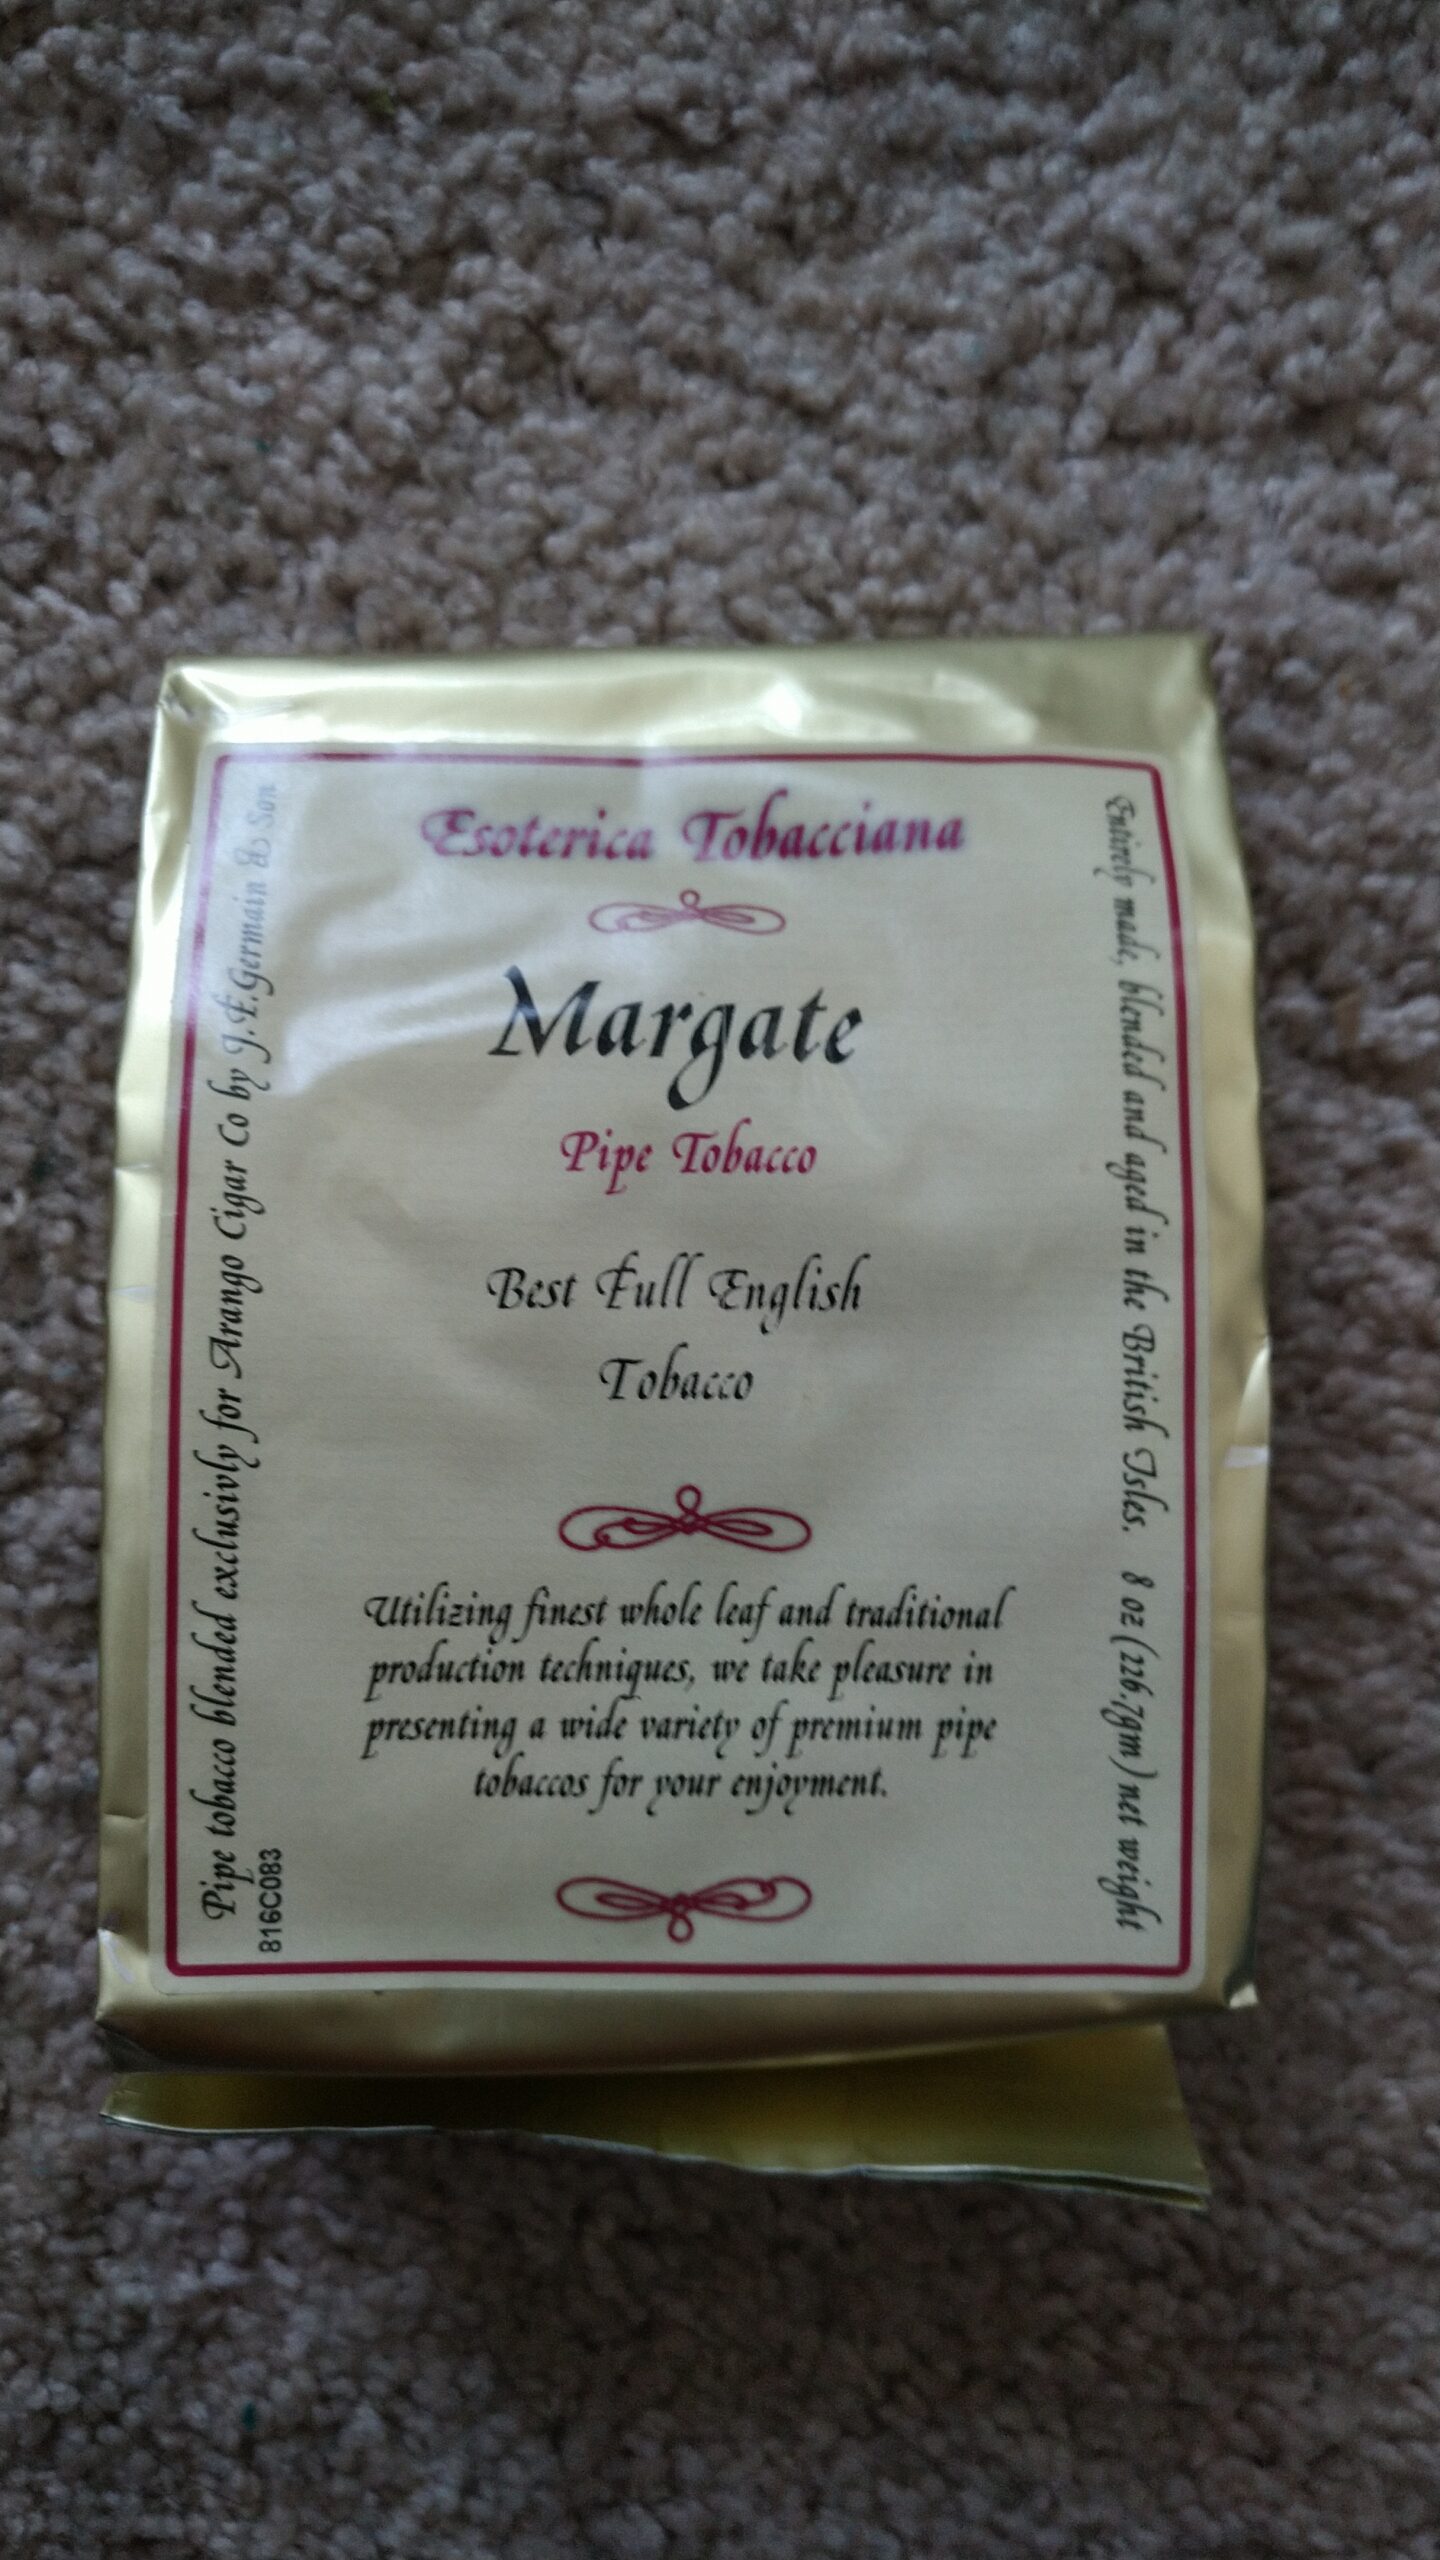 Esoterica Tobacciana
Margate
Pipe Tobacco
Best Full English
Tobacco
Utilizing finest whole leaf and traditional
production techniques, we take pleasure in
presenting a wide variety of premium pipe
tobaccos for your enjoyment.
Pipe tobacco blended exclusivly for Arango Cigar Co by J.F.Germain & Son
816C083
Entirely made, blended and aged in the British Isles. 8 oz (226.7gm) net weight